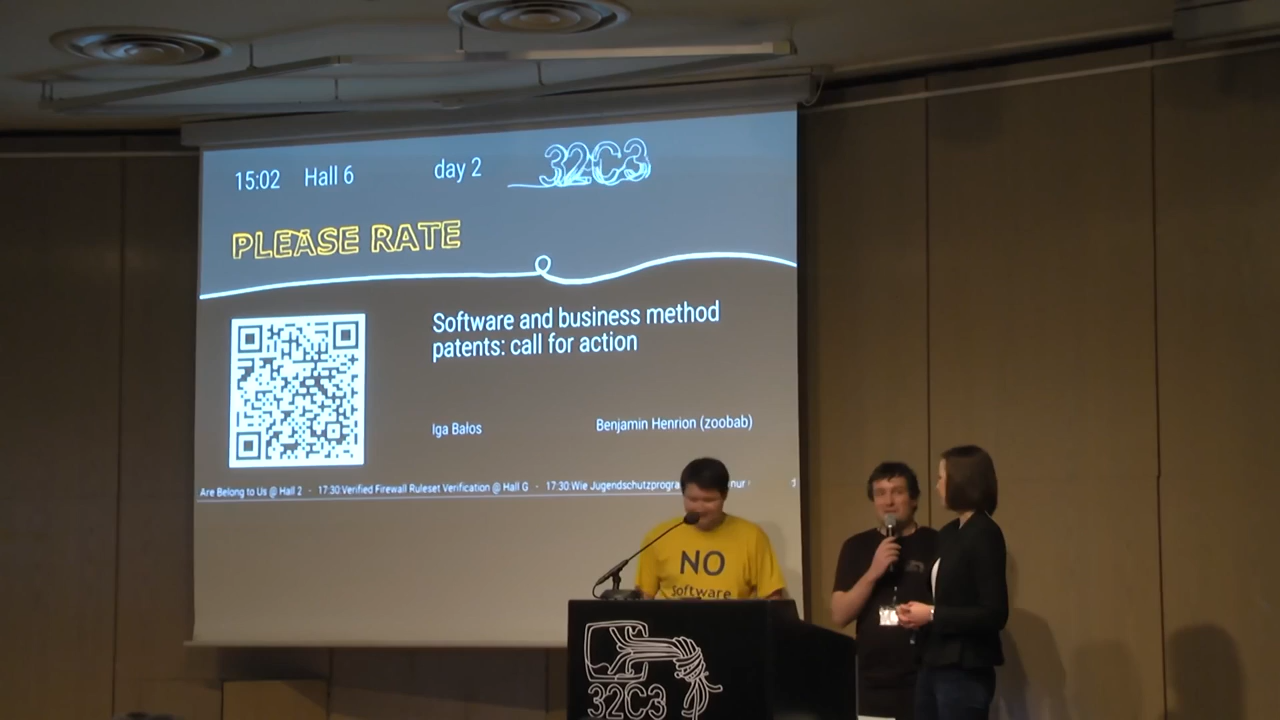 15:02 Hall 6 day 2 32C3
PLEASE RATE
Software and business method
patents: call for action
Iga Bałos Benjamin Henrion (zoobab)
Are Belong to Us @ Hall 2 - 17:30:Verified Firewall Ruleset Verification @ Hall G - 17:30:Wie Jugendschutzprogra nur
NO
Software
32C3